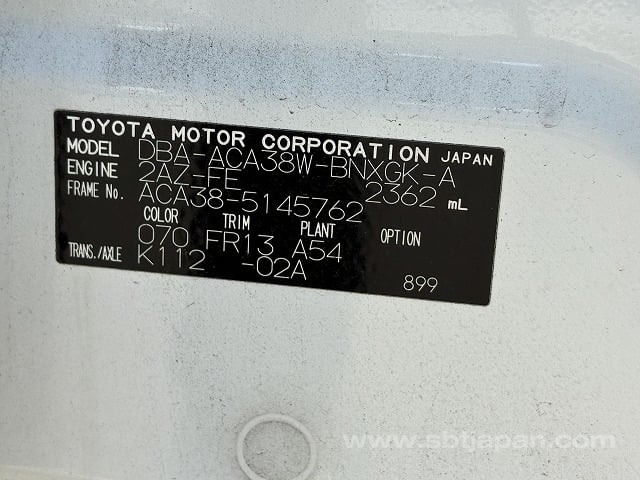 TOYOTA MOTOR CORPORATION JAPAN
MODEL DBA-ACA38W-BNXGK-A
ENGINE 2AZ-FE 2362 mL
FRAME No. ACA38-5145762
COLOR TRIM PLANT OPTION
070 FR13 A54
TRANS./AXLE K112 -02A
899
www.sbtjapan.com